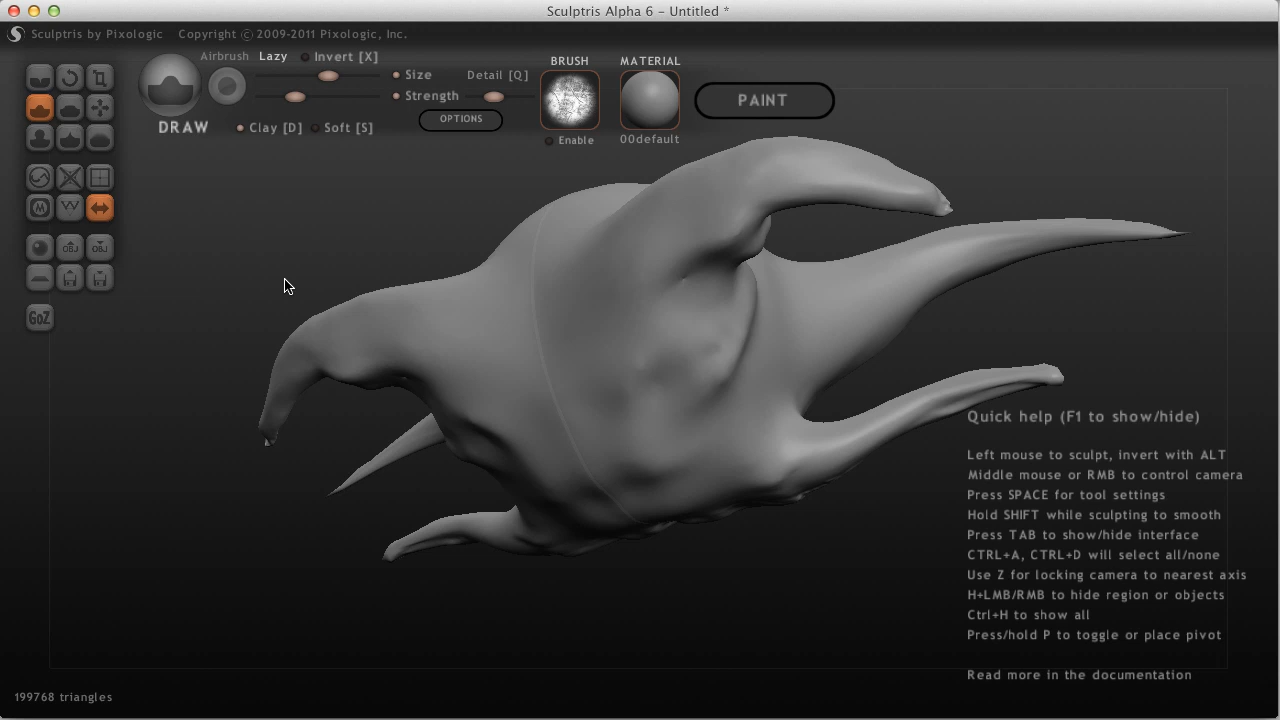 Sculptris Alpha 6 – Untitled *
Sculptris by Pixologic Copyright © 2009-2011 Pixologic, Inc.
Airbrush Lazy Invert [X]
Size Detail [Q]
Strength
OPTIONS
DRAW Clay [D] Soft [S]
BRUSH
Enable
MATERIAL
00default
PAINT
OBJ OBJ
GoZ
Quick help (F1 to show/hide)
Left mouse to sculpt, invert with ALT
Middle mouse or RMB to control camera
Press SPACE for tool settings
Hold SHIFT while sculpting to smooth
Press TAB to show/hide interface
CTRL+A, CTRL+D will select all/none
Use Z for locking camera to nearest axis
H+LMB/RMB to hide region or objects
Ctrl+H to show all
Press/hold P to toggle or place pivot
Read more in the documentation
199768 triangles